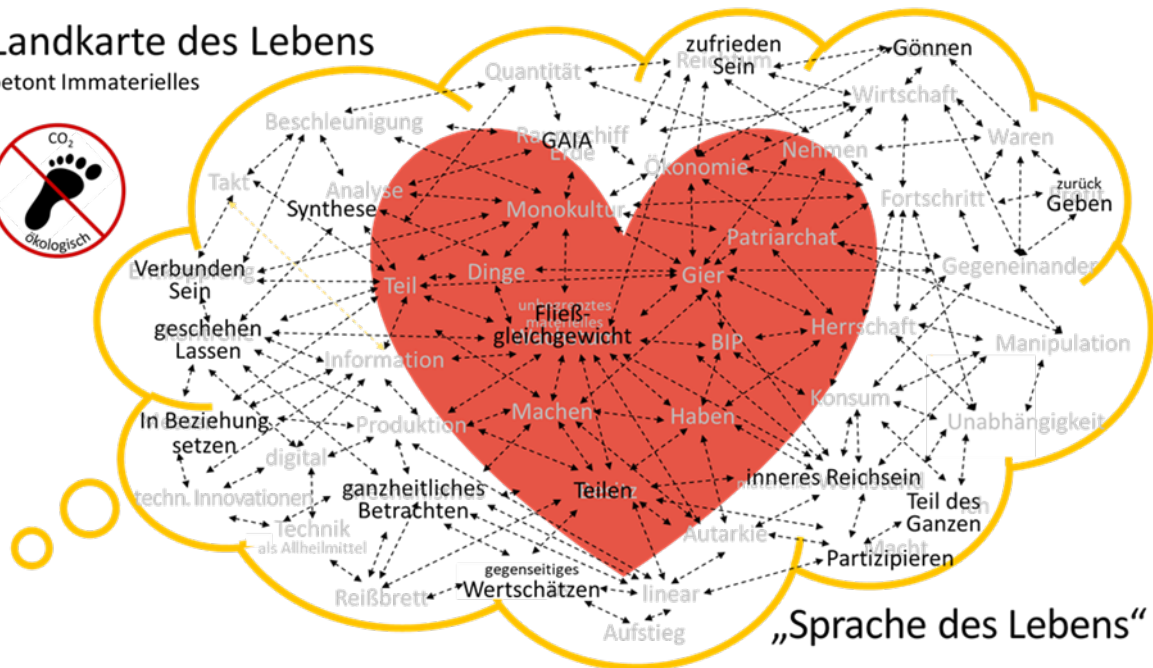 Landkarte des Lebens
betont Immaterielles
CO2
ökologisch
zufrieden
Reichtum
Sein
Gönnen
Quantität
Wirtschaft
Beschleunigung
Raumschiff
GAIA
Erde
Ökonomie
Nehmen
Waren
Takt
Analyse
Synthese
Monokultur
Fortschritt
zurück
Geben
Patriarchat
Verbunden
Sein
Teil
Dinge
Gier
Gegeneinander
unbegrenztes
materielles
Fließ-
gleichgewicht
geschehen
Lassen
Information
BIP
Herrschaft
Manipulation
Konsum
In Beziehung
setzen
Produktion
Machen
Haben
Unabhängigkeit
digital
techn. Innovationen
ganzheitliches
Betrachten
Teilen
inneres Reichsein
Teil des
Ganzen
Technik
als Allheilmittel
Autarkie
Macht
Partizipieren
gegenseitiges
Wertschätzen
Reißbrett
linear
Aufstieg
„Sprache des Lebens“